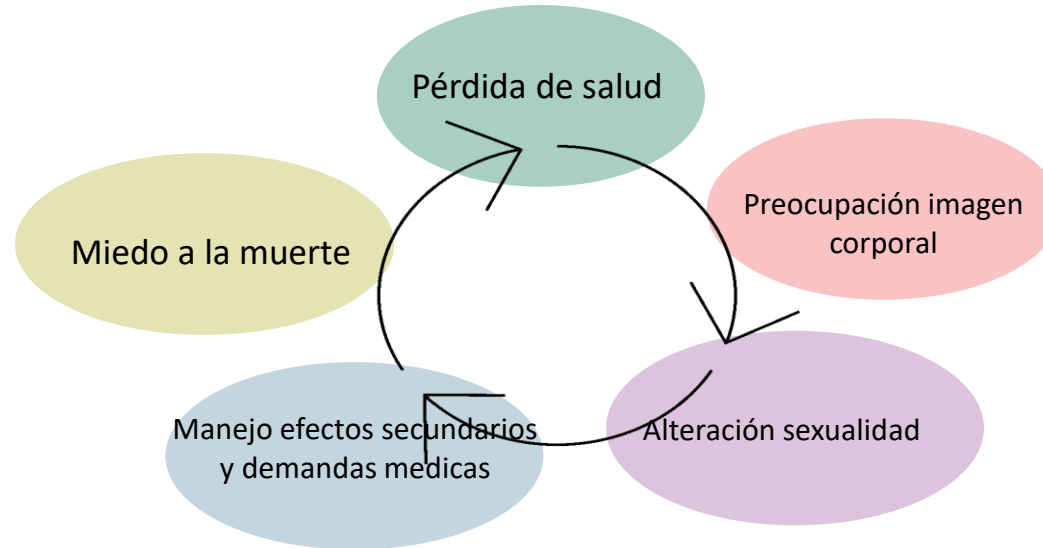 Pérdida de salud
Preocupación imagen
corporal
Alteración sexualidad
Manejo efectos secundarios
y demandas medicas
Miedo a la muerte